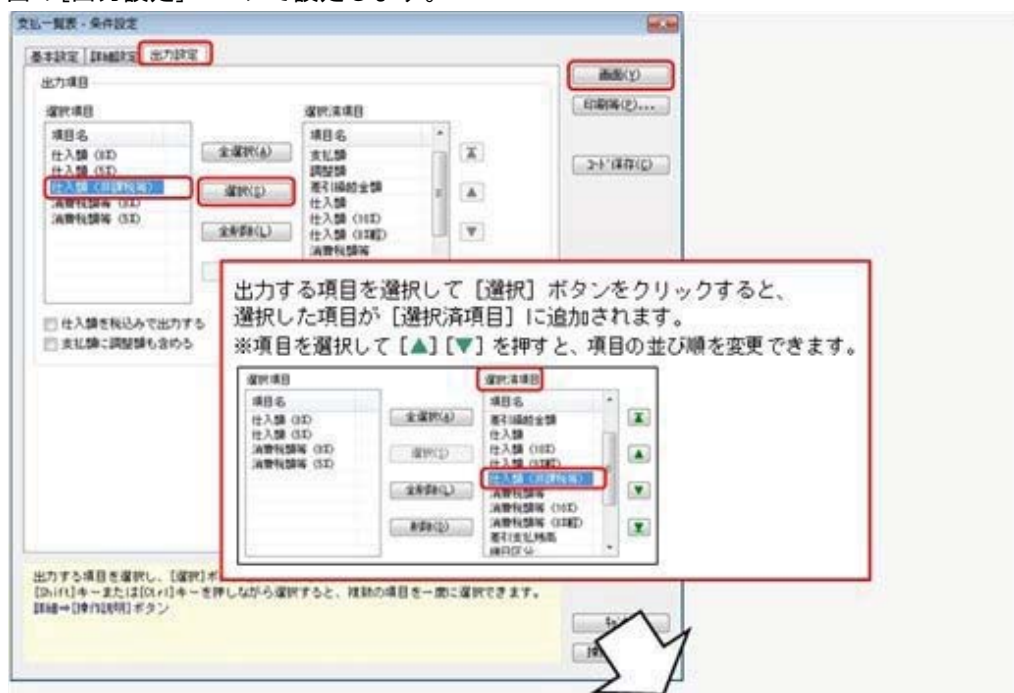 支払一覧表 - 条件設定
基本設定
詳細設定
出力設定
出力項目
選択項目
項目名
仕入額 (8%)
仕入額 (5%)
仕入額 (非課税等)
消費税額等 (8%)
消費税額等 (5%)
全選択(A)
選択(S)
全削除(L)
選択済項目
項目名
支払額
調整額
差引繰越金額
仕入額
仕入額 (10%)
仕入額 (8%軽)
消費税額等
画面(Y)
印刷等(P)...
コード保存(C)
仕入額を税込みで出力する
支払額に調整額も含める
出力する項目を選択して［選択］ボタンをクリックすると、
選択した項目が［選択済項目］に追加されます。
※項目を選択して［▲］［▼］を押すと、項目の並び順を変更できます。
選択項目
項目名
仕入額 (8%)
仕入額 (5%)
消費税額等 (8%)
消費税額等 (5%)
全選択(A)
選択(S)
全削除(L)
削除(D)
選択済項目
項目名
差引繰越金額
仕入額
仕入額 (10%)
仕入額 (8%軽)
仕入額 (非課税等)
消費税額等
消費税額等 (10%)
消費税額等 (8%軽)
差引支払残高
締日区分
出力する項目を選択し、[選択]ボ
[Shift]キーまたは[Ctrl]キーを押しながら選択すると、複数の項目を一度に選択できます。
詳細⇒[操作説明]ボタン